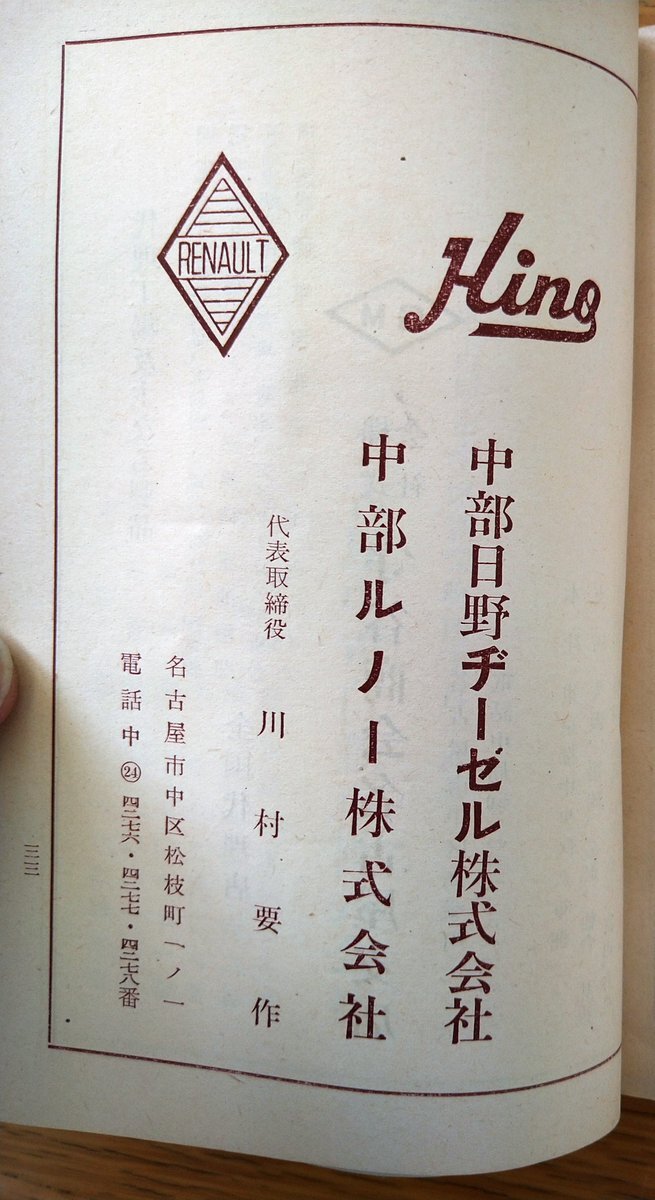 Hino
中部日野ヂーゼル株式会社
RENAULT
中部ルノー株式会社
代表取締役 川村要作
名古屋市中区松枝町一ノ一
電話中㉔四二七六・四二七七・四二七八番